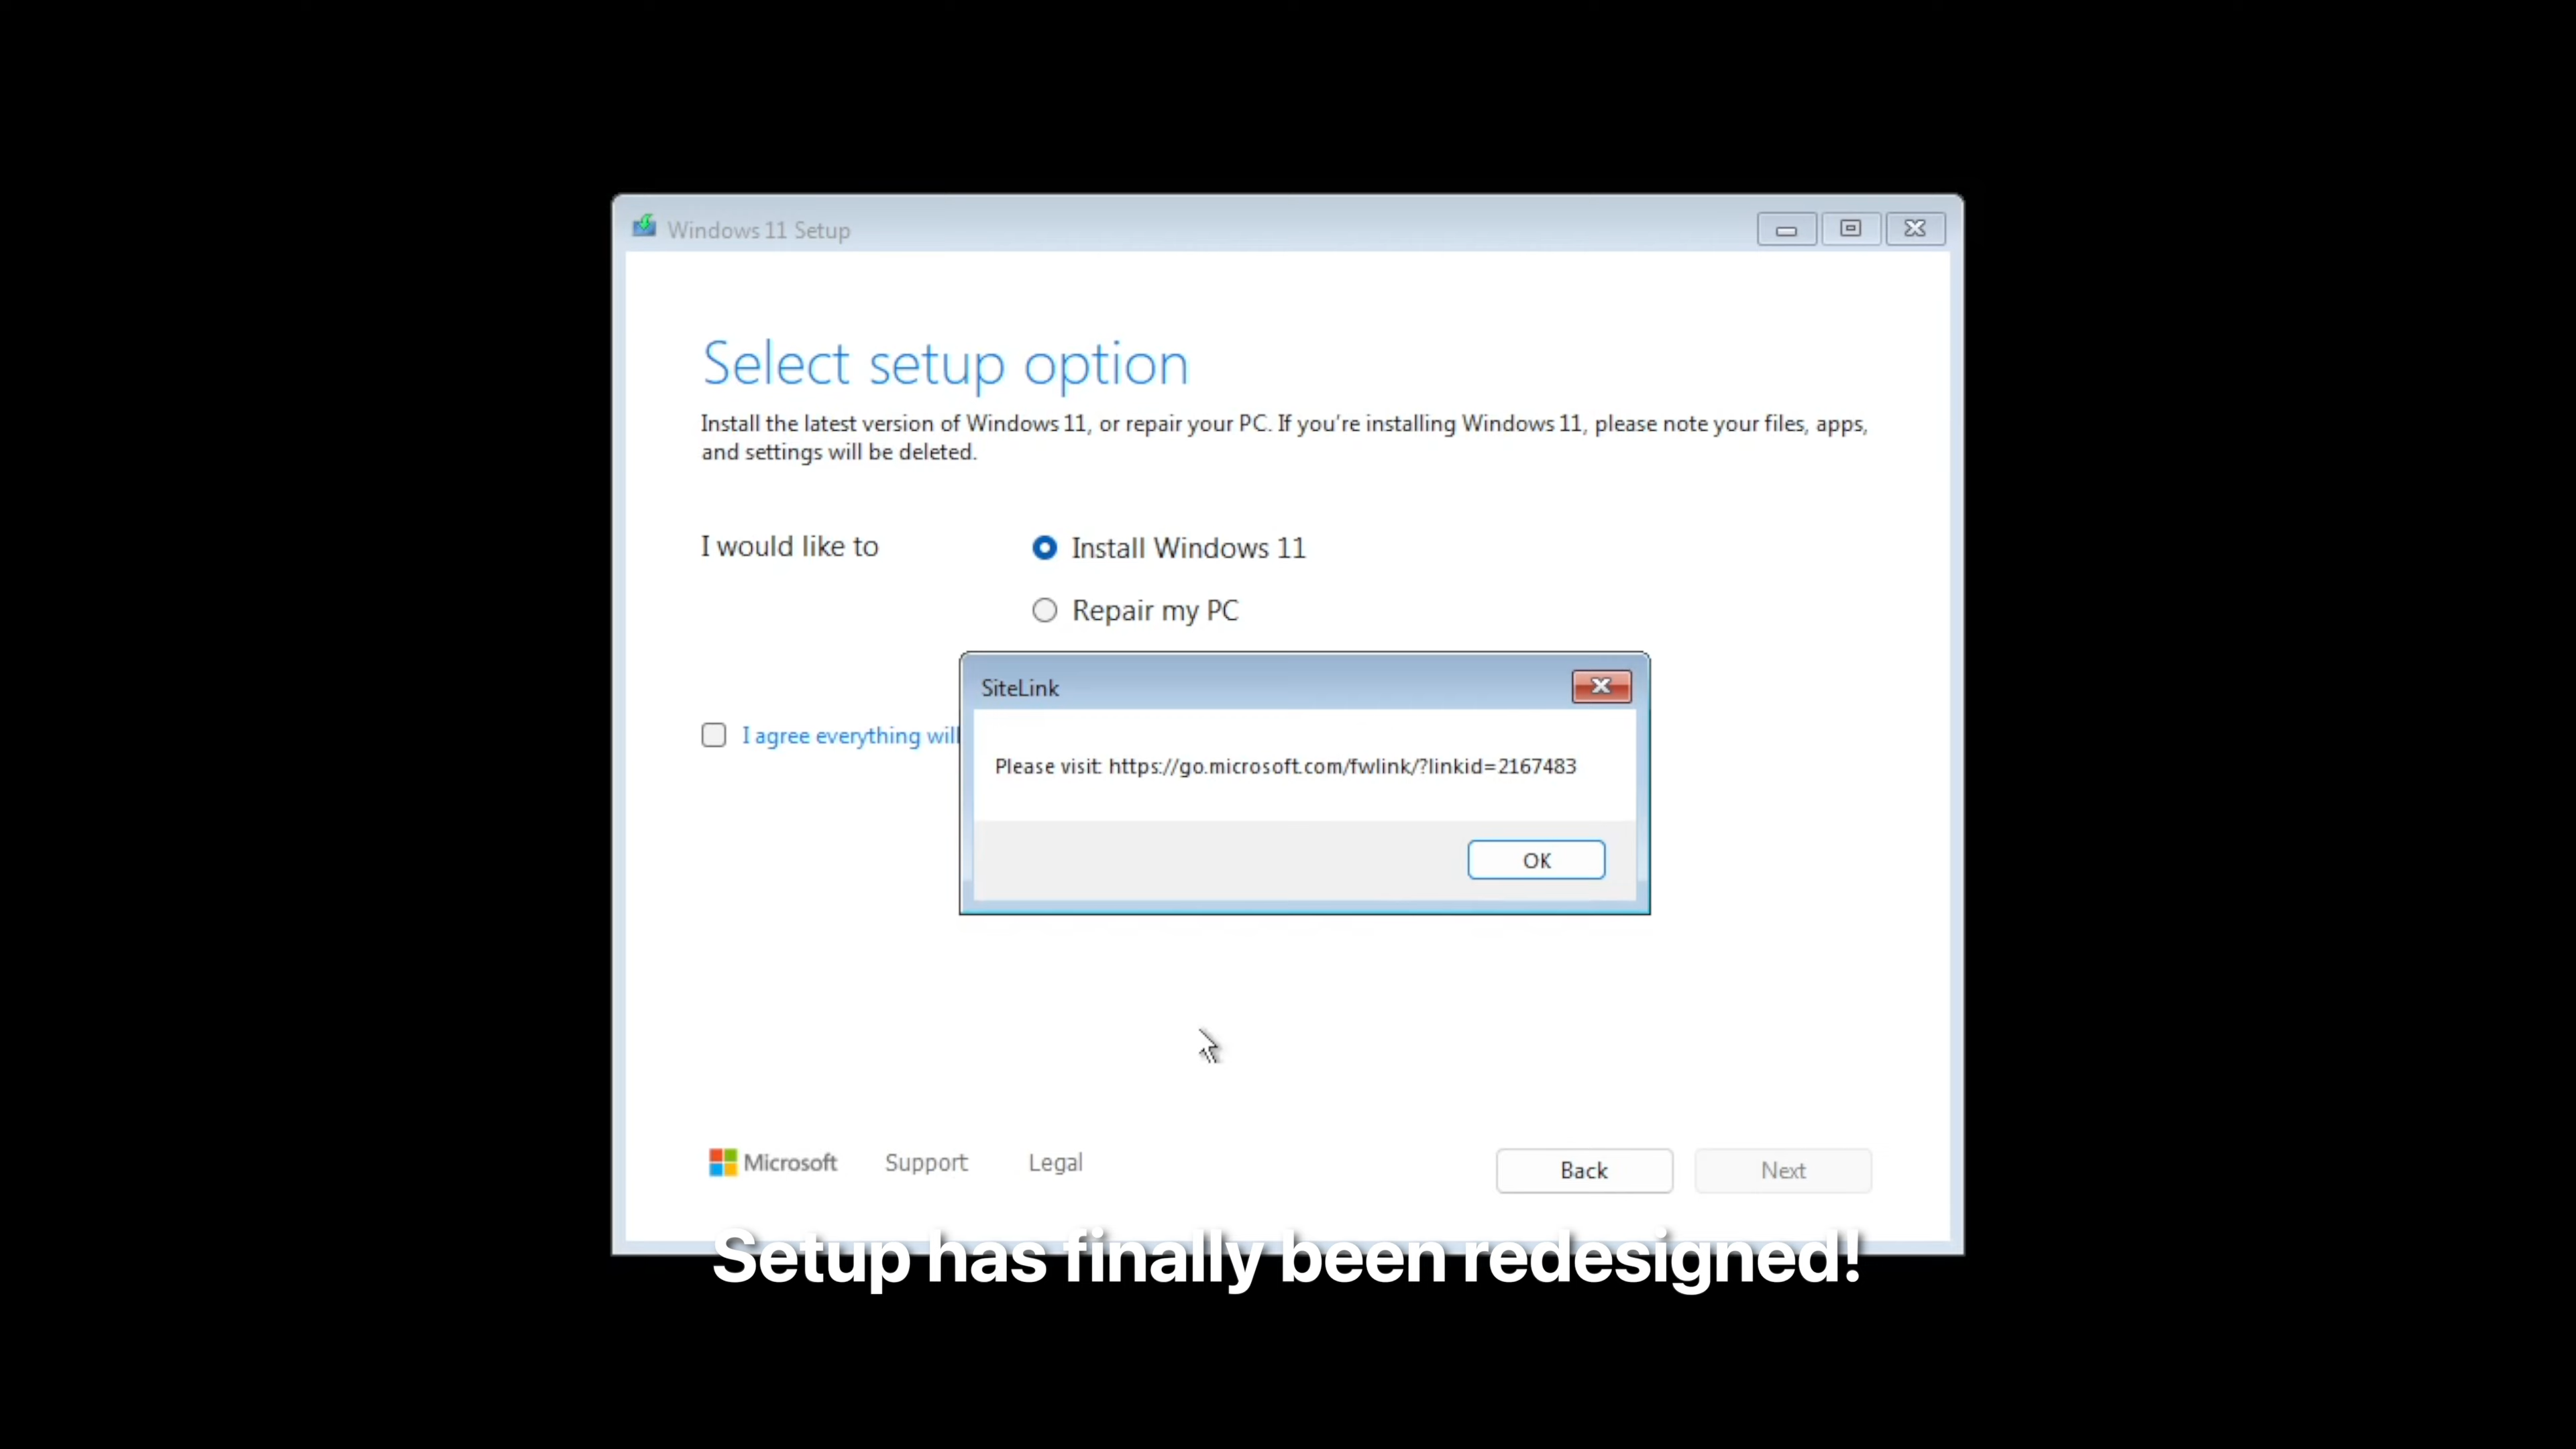 Windows 11 Setup
Select setup option
Install the latest version of Windows 11, or repair your PC. If you're installing Windows 11, please note your files, apps,
and settings will be deleted.
I would like to
Install Windows 11
Repair my PC
SiteLink
I agree everything will
Please visit: https://go.microsoft.com/fwlink/?linkid=2167483
OK
Microsoft
Support
Legal
Back
Next
Setup has finally been redesigned!